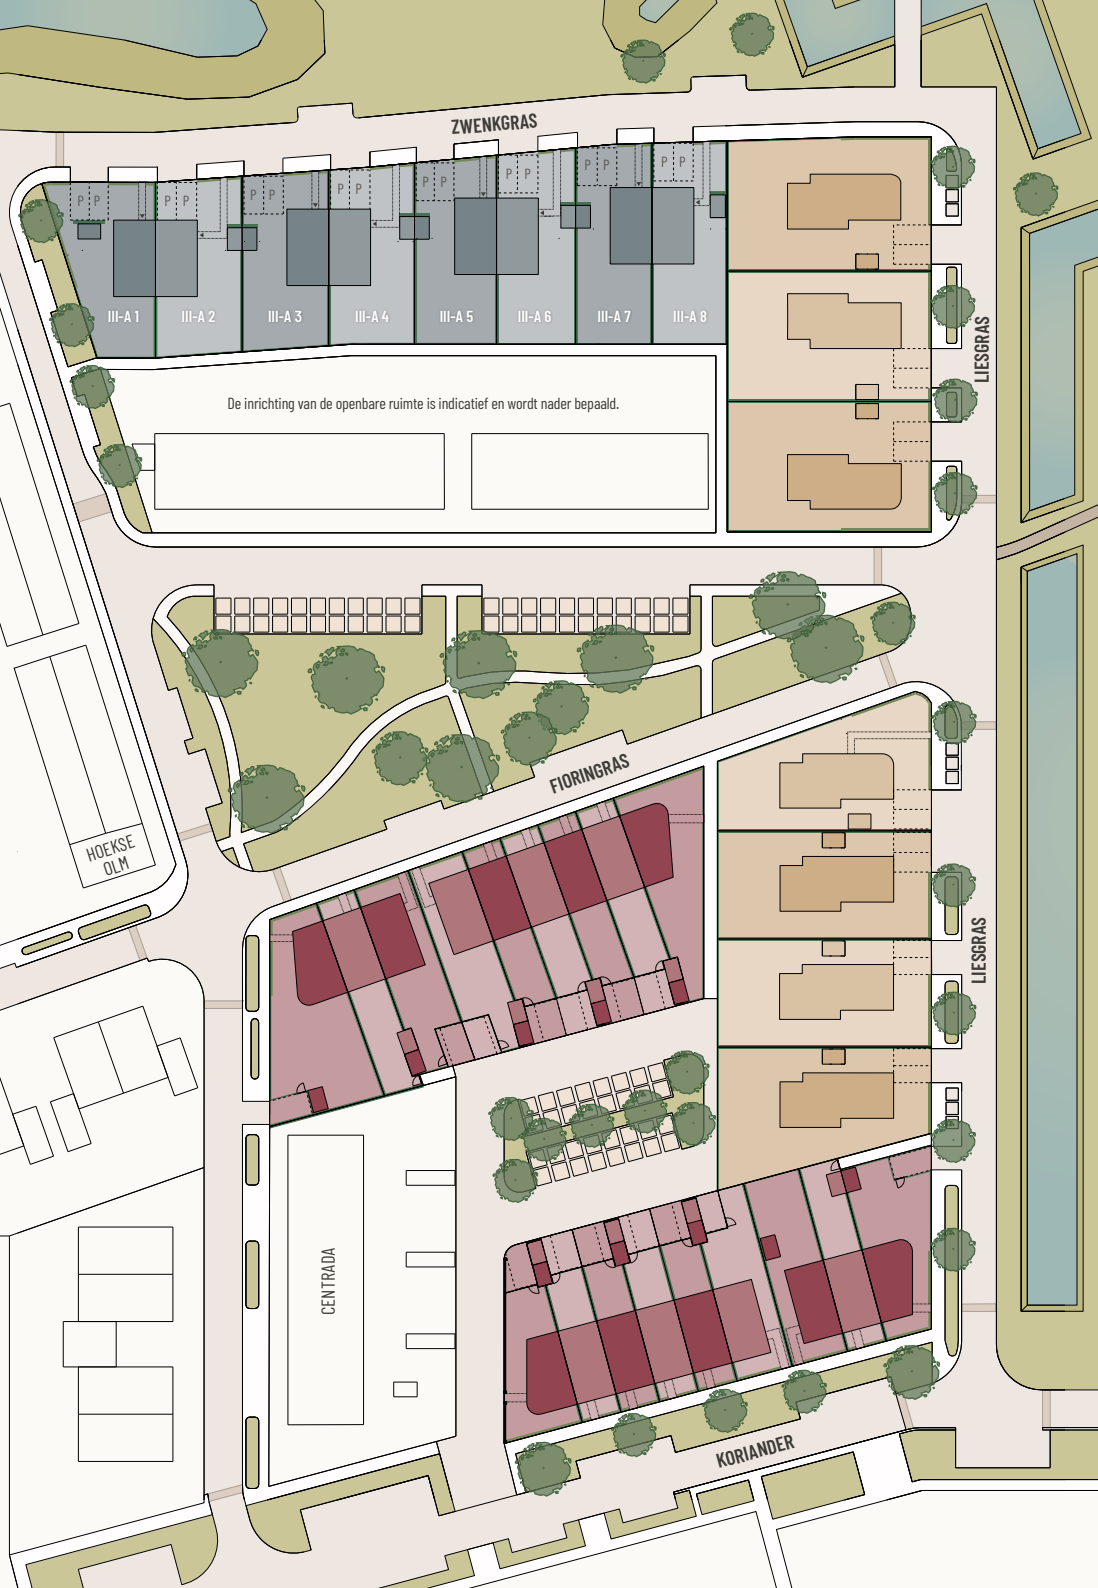 ZWENKGRAS
P P
P P
P P
P P
P P
P P
P P
P P
III-A 1
III-A 2
III-A 3
III-A 4
III-A 5
III-A 6
III-A 7
III-A 8
LIESGRAS
De inrichting van de openbare ruimte is indicatief en wordt nader bepaald.
FIORINGRAS
HOEKSE
OLM
LIESGRAS
CENTRADA
KORIANDER